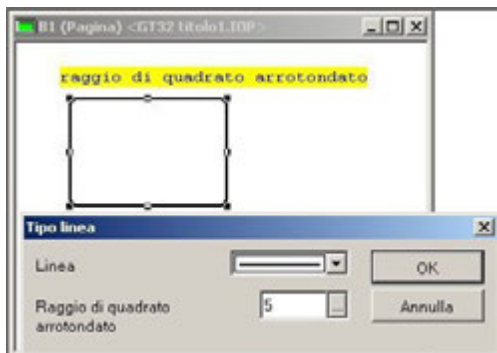 B1 (Pagina) <GT32 titolo1.IOP>
raggio di quadrato arrotondato
Tipo linea
Linea
OK
Raggio di quadrato
arrotondato
5
...
Annulla